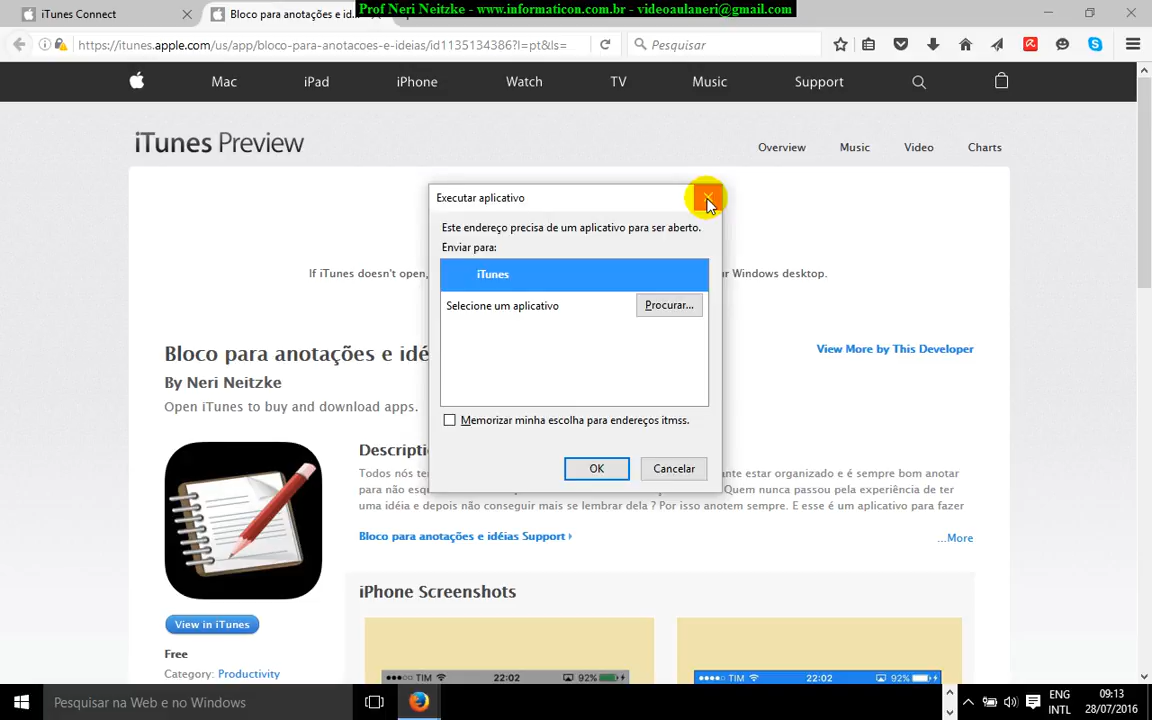 Prof Neri Neitzke - www.informaticon.com.br - videoaulaneri@gmail.com
iTunes Connect
Bloco para anotações e id...
https://itunes.apple.com/us/app/bloco-para-anotacoes-e-ideias/id1135134386?l=pt&ls=
Pesquisar
Mac
iPad
iPhone
Watch
TV
Music
Support
iTunes Preview
Overview
Music
Video
Charts
Executar aplicativo
Este endereço precisa de um aplicativo para ser aberto.
Enviar para:
iTunes
Selecione um aplicativo
Procurar...
Memorizar minha escolha para endereços itmss.
OK
Cancelar
If iTunes doesn't open,
ur Windows desktop.
Bloco para anotações e idé
View More by This Developer
By Neri Neitzke
Open iTunes to buy and download apps.
Descripti
Todos nós ter
ante estar organizado e é sempre bom anotar
para não esqu
Quem nunca passou pela experiência de ter
uma idéia e depois não conseguir mais se lembrar dela ? Por isso anotem sempre. E esse é um aplicativo para fazer
Bloco para anotações e idéias Support
...More
iPhone Screenshots
View in iTunes
Free
Category: Productivity
TIM
22:02
92%
TIM
22:02
92%
Pesquisar na Web e no Windows
ENG
INTL
09:13
28/07/2016